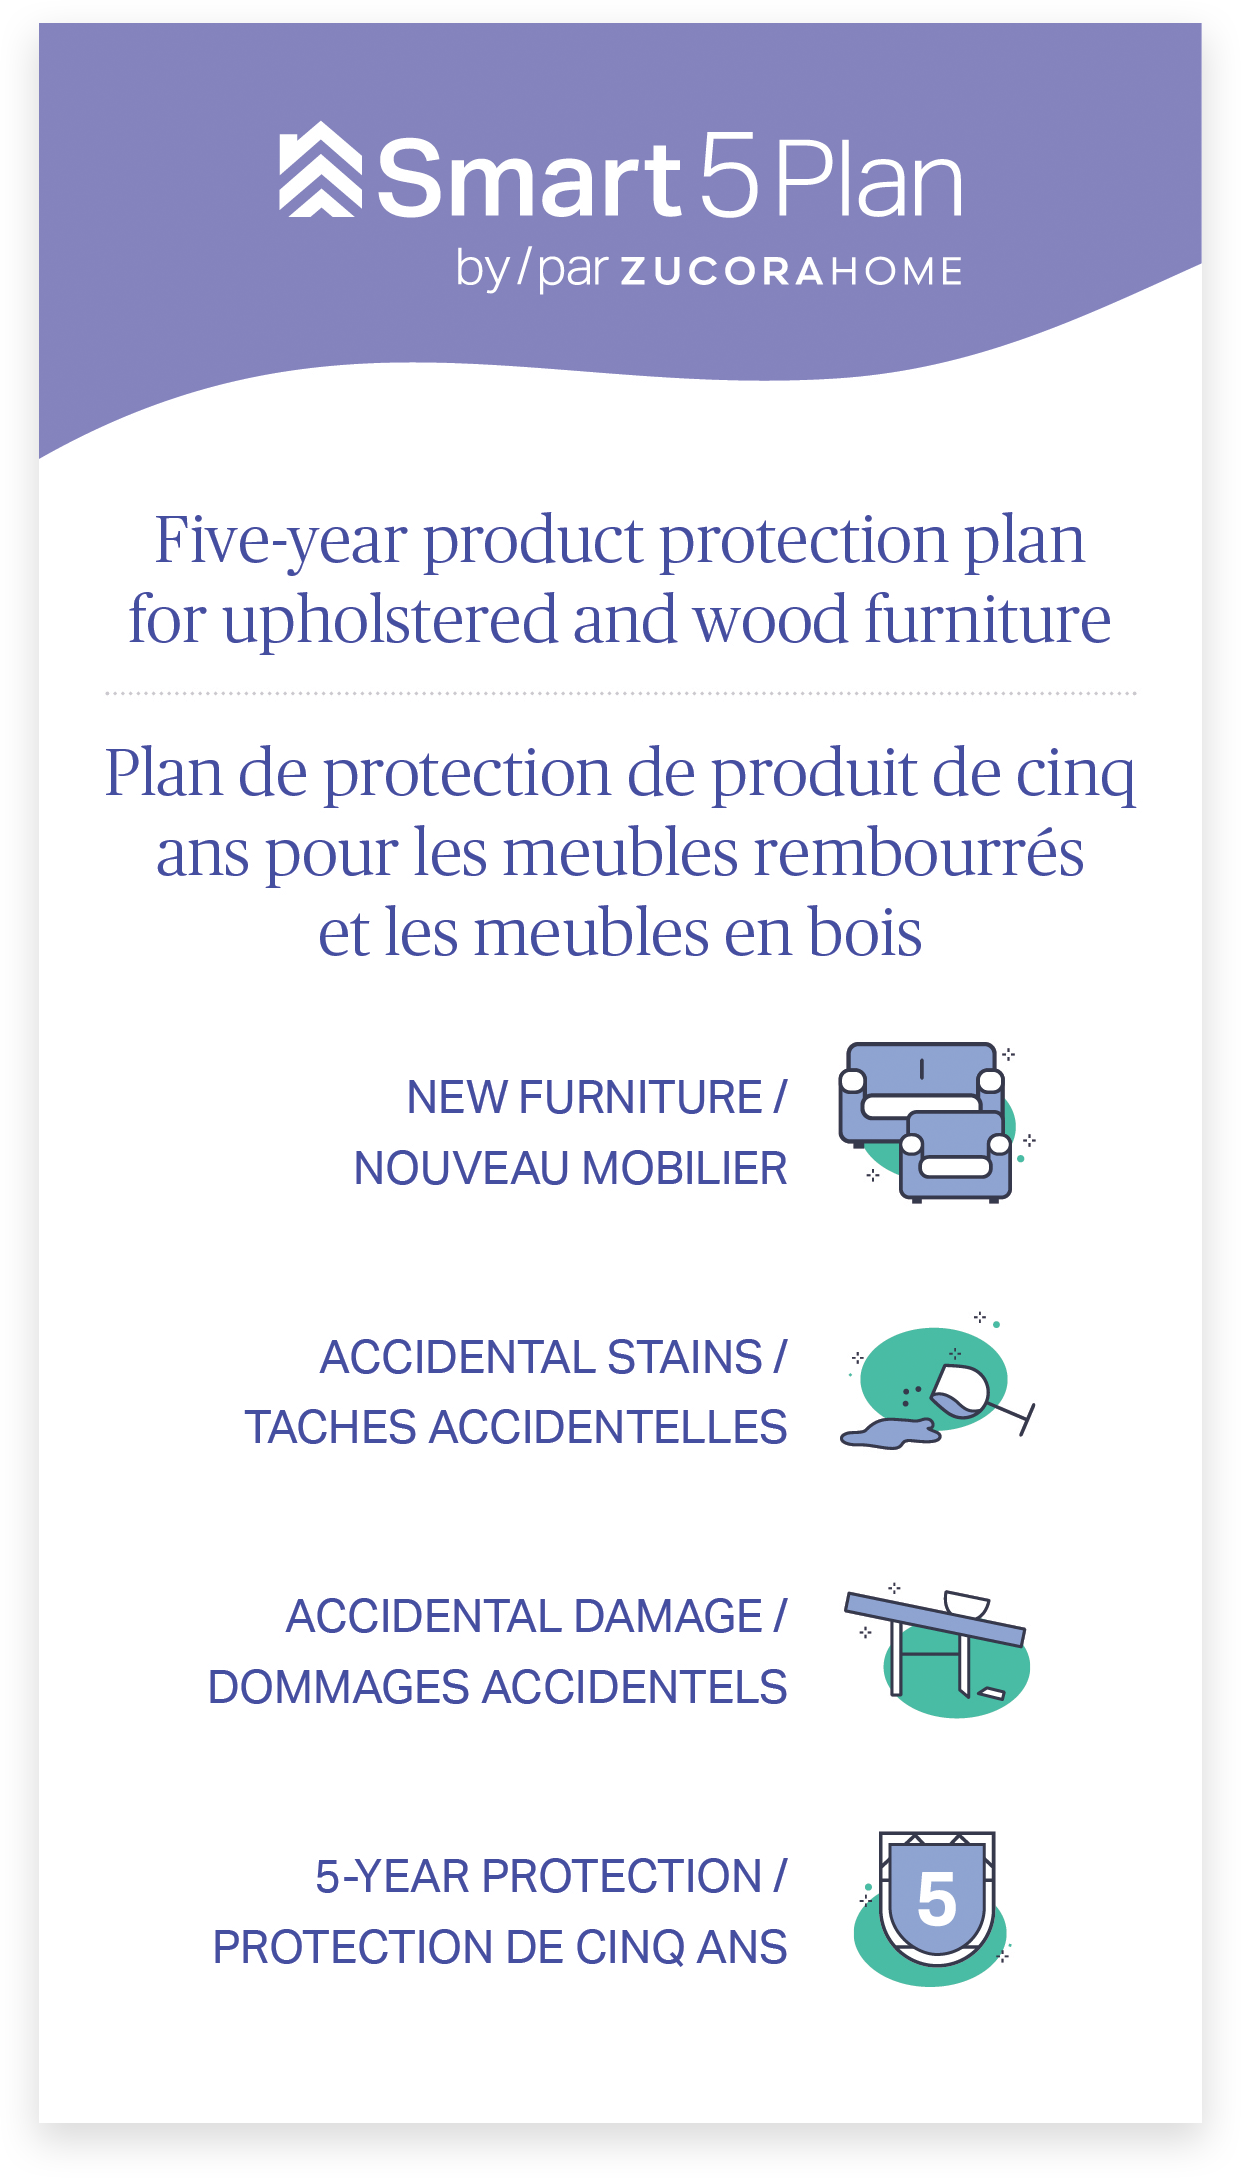 Smart 5 Plan
by/par ZUCORAHOME
Five-year product protection plan
for upholstered and wood furniture
Plan de protection de produit de cinq
ans pour les meubles rembourrés
et les meubles en bois
NEW FURNITURE /
NOUVEAU MOBILIER
ACCIDENTAL STAINS /
TACHES ACCIDENTELLES
ACCIDENTAL DAMAGE /
DOMMAGES ACCIDENTELS
5-YEAR PROTECTION /
PROTECTION DE CINQ ANS
5